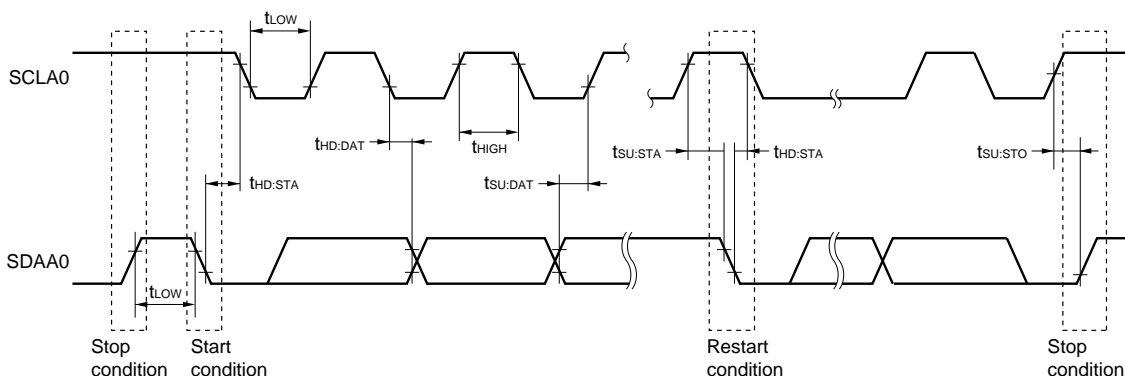 tLOW
SCLA0
tHD:DAT
tHIGH
tSU:STA
tHD:STA
tSU:STO
tHD:STA
tSU:DAT
SDAA0
tLOW
Stop
condition
Start
condition
Restart
condition
Stop
condition